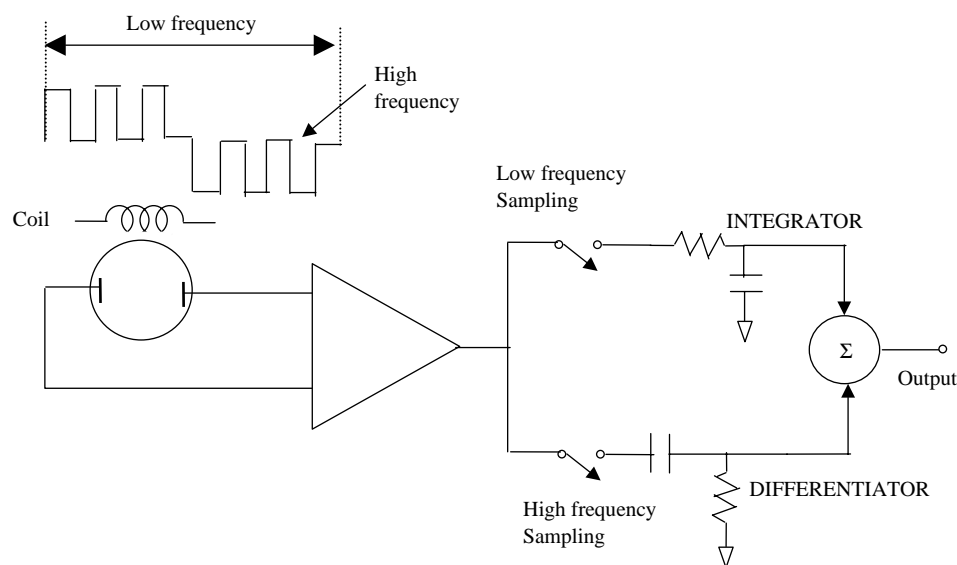 Low frequency
High
frequency
Coil
Low frequency
Sampling
INTEGRATOR
Σ
Output
DIFFERENTIATOR
High frequency
Sampling